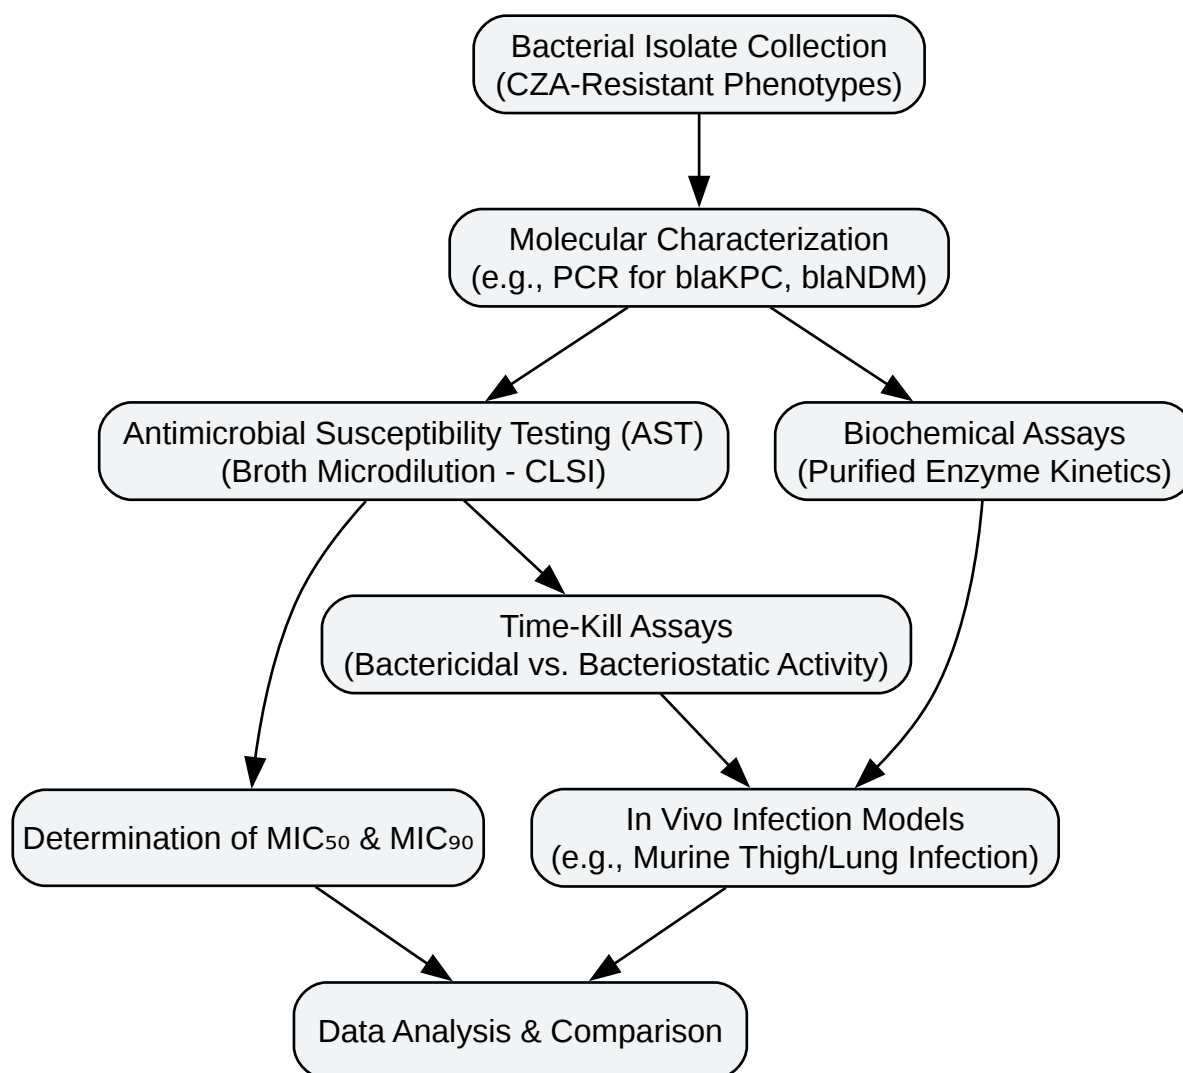 Bacterial Isolate Collection
(CZA-Resistant Phenotypes)
Molecular Characterization
(e.g., PCR for blaKPC, blaNDM)
Antimicrobial Susceptibility Testing (AST)
(Broth Microdilution - CLSI)
Biochemical Assays
(Purified Enzyme Kinetics)
Time-Kill Assays
(Bactericidal vs. Bacteriostatic Activity)
Determination of MIC₅₀ & MIC₉₀
In Vivo Infection Models
(e.g., Murine Thigh/Lung Infection)
Data Analysis & Comparison